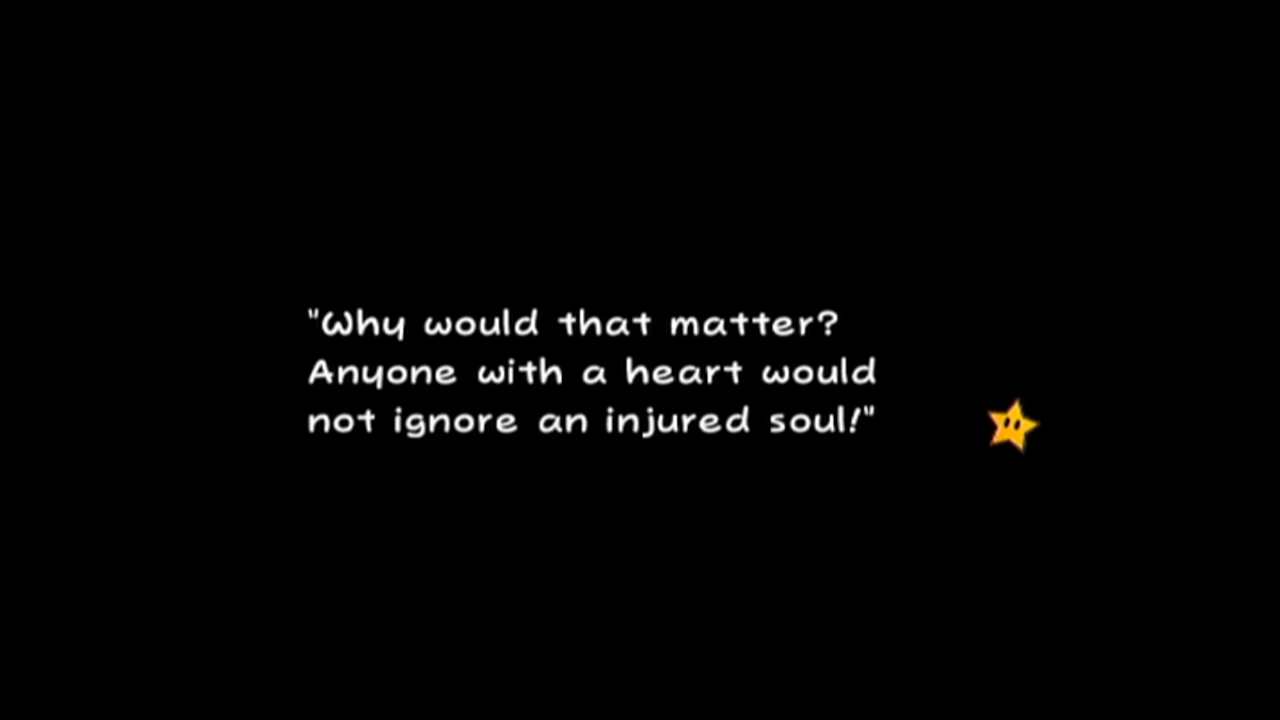 "Why would that matter?
Anyone with a heart would
not ignore an injured soul!"